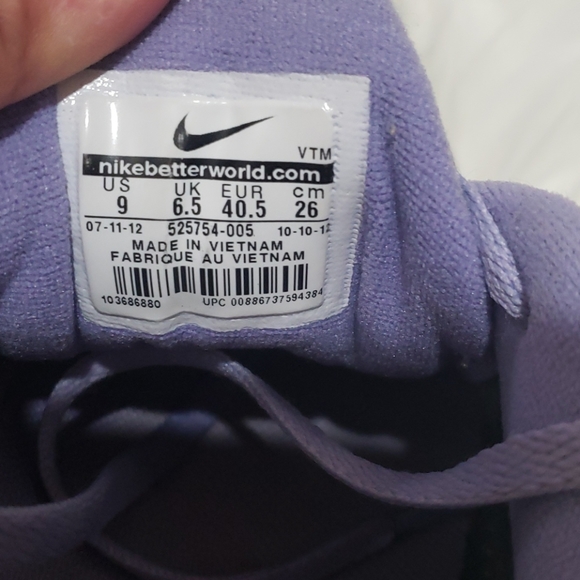 VTM
nikebetterworld.com
US UK EUR cm
9 6.5 40.5 26
07-11-12 525754-005 10-10-12
MADE IN VIETNAM
FABRIQUE AU VIETNAM
103686880 UPC 00886737594384